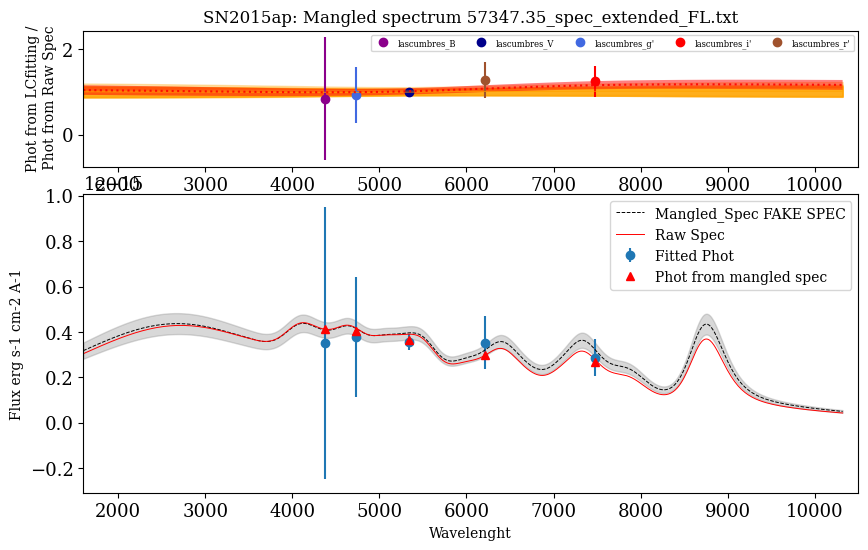 SN2015ap: Mangled spectrum 57347.35_spec_extended_FL.txt
Phot from LCfitting /
Phot from Raw Spec
2
0
lascumbres_B
lascumbres_V
lascumbres_g'
lascumbres_i'
lascumbres_r'
2000 3000 4000 5000 6000 7000 8000 9000 10000
1e−15
Flux erg s-1 cm-2 A-1
1.0
0.8
0.6
0.4
0.2
0.0
−0.2
Mangled_Spec FAKE SPEC
Raw Spec
Fitted Phot
Phot from mangled spec
2000 3000 4000 5000 6000 7000 8000 9000 10000
Wavelenght